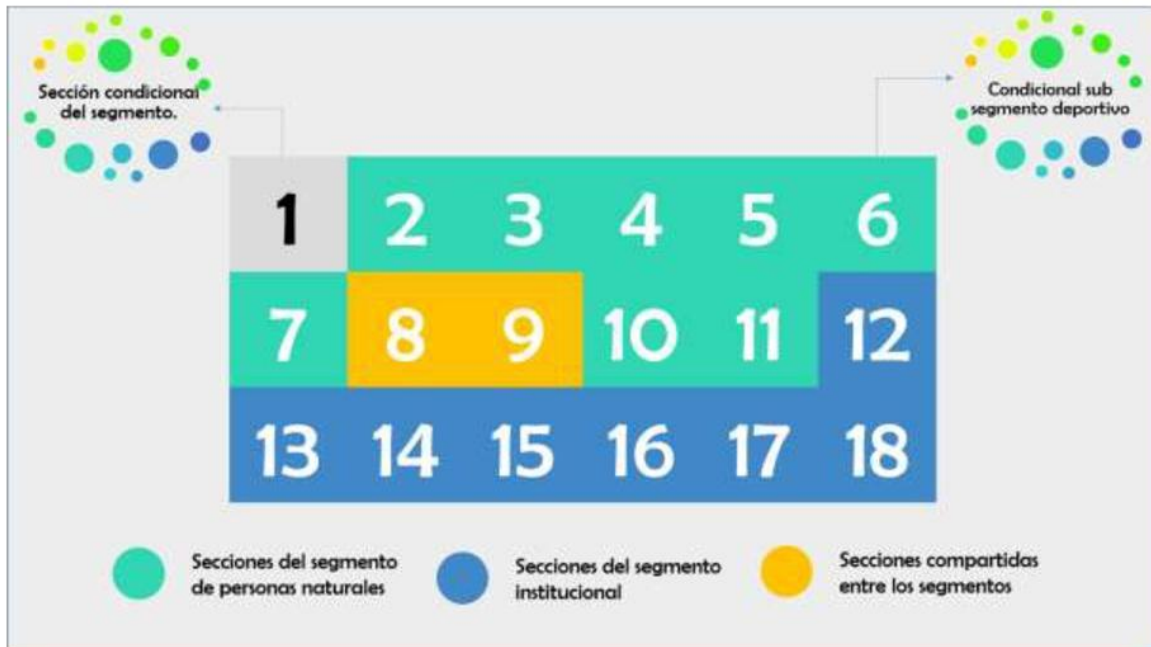 Sección condicional
del segmento.
Condicional sub
segmento deportivo
1 2 3 4 5 6
7 8 9 10 11 12
13 14 15 16 17 18
Secciones del segmento
de personas naturales
Secciones del segmento
institucional
Secciones compartidas
entre los segmentos